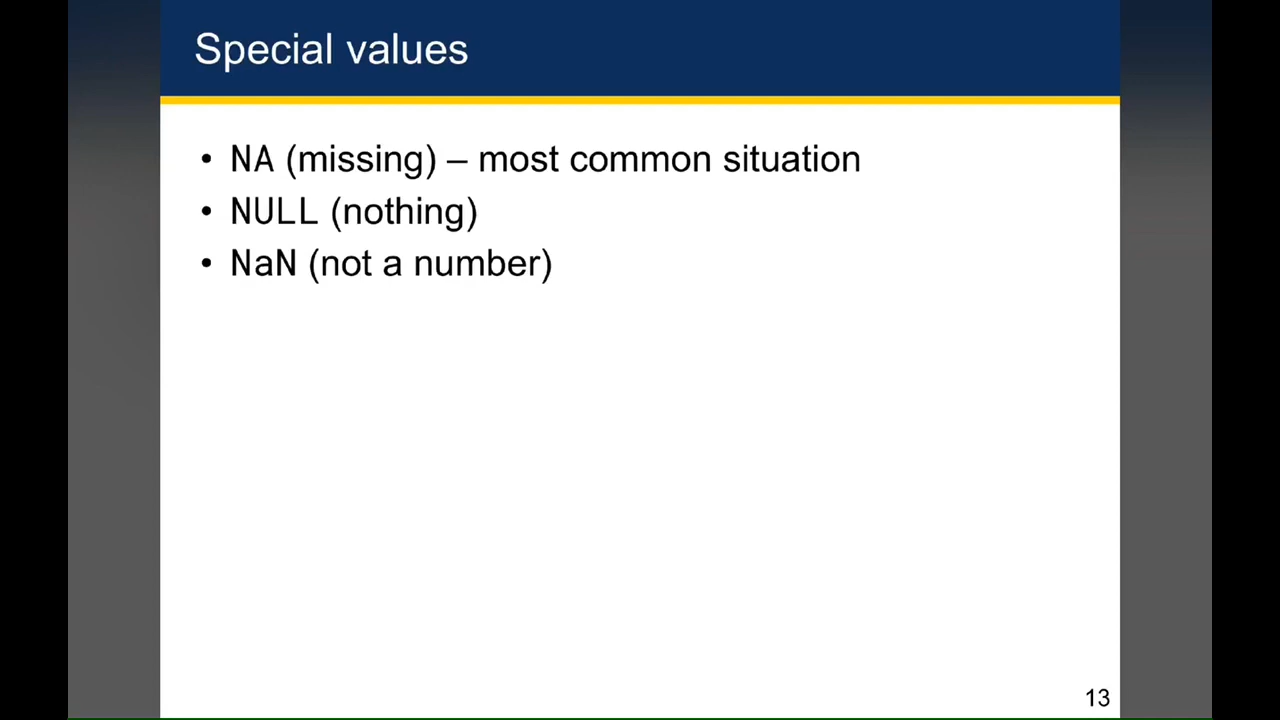 Special values
• NA (missing) – most common situation
• NULL (nothing)
• NaN (not a number)
13